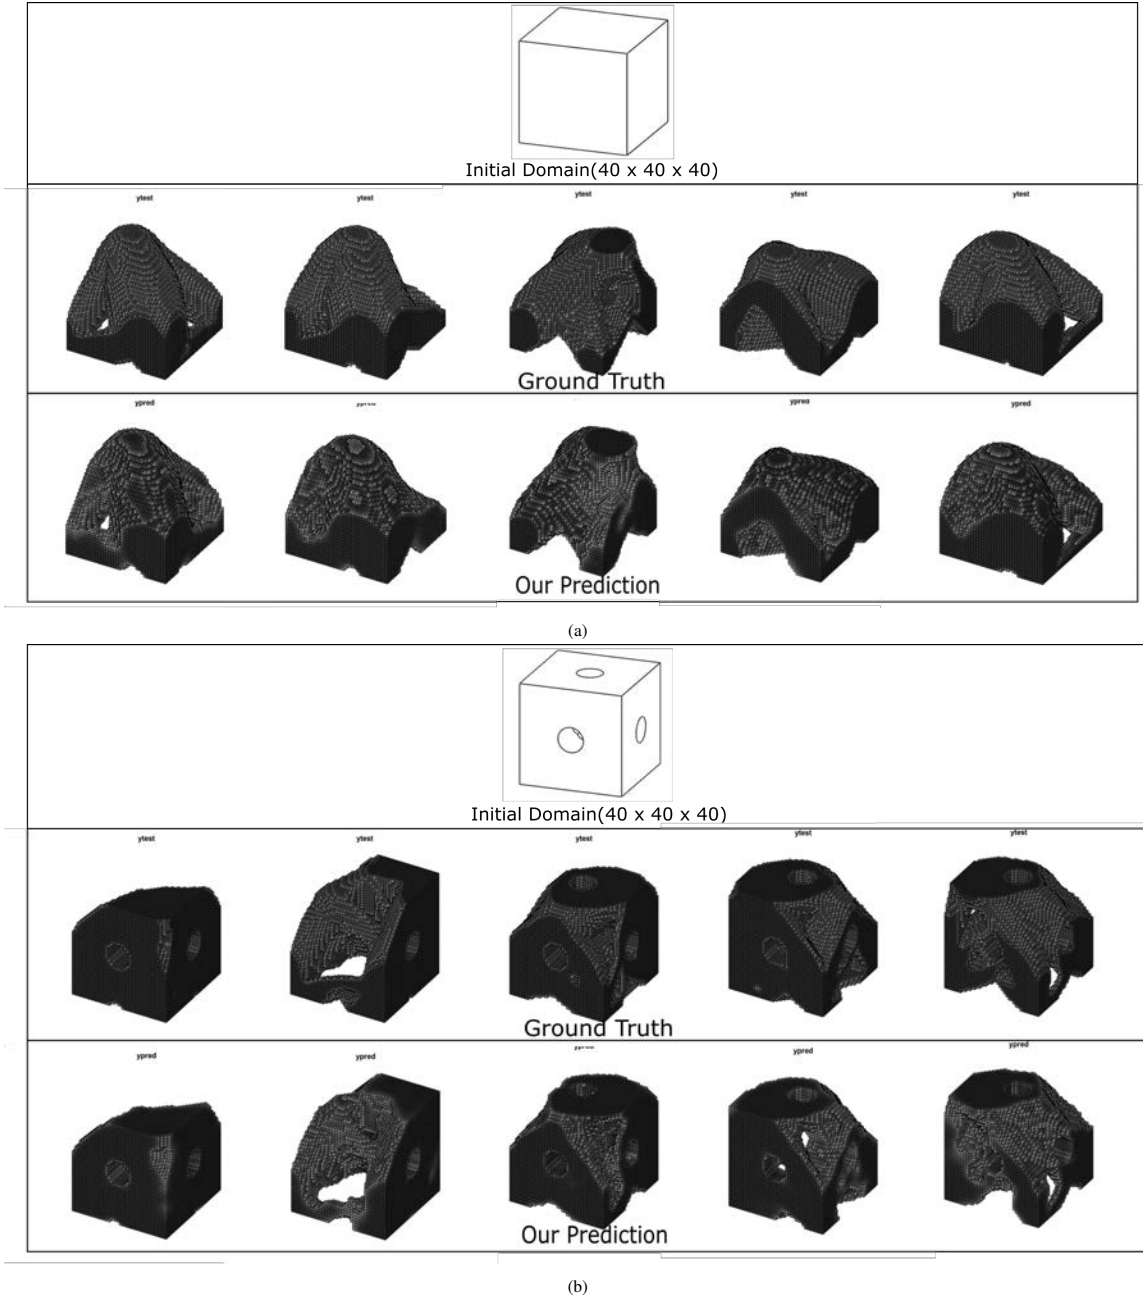 Initial Domain(40 x 40 x 40)
ytest ytest ytest ytest ytest
Ground Truth
ypred ypred ypred
Our Prediction
(a)
Initial Domain(40 x 40 x 40)
ytest ytest ytest ytest ytest
Ground Truth
ypred ypred ypred ypred
Our Prediction
(b)